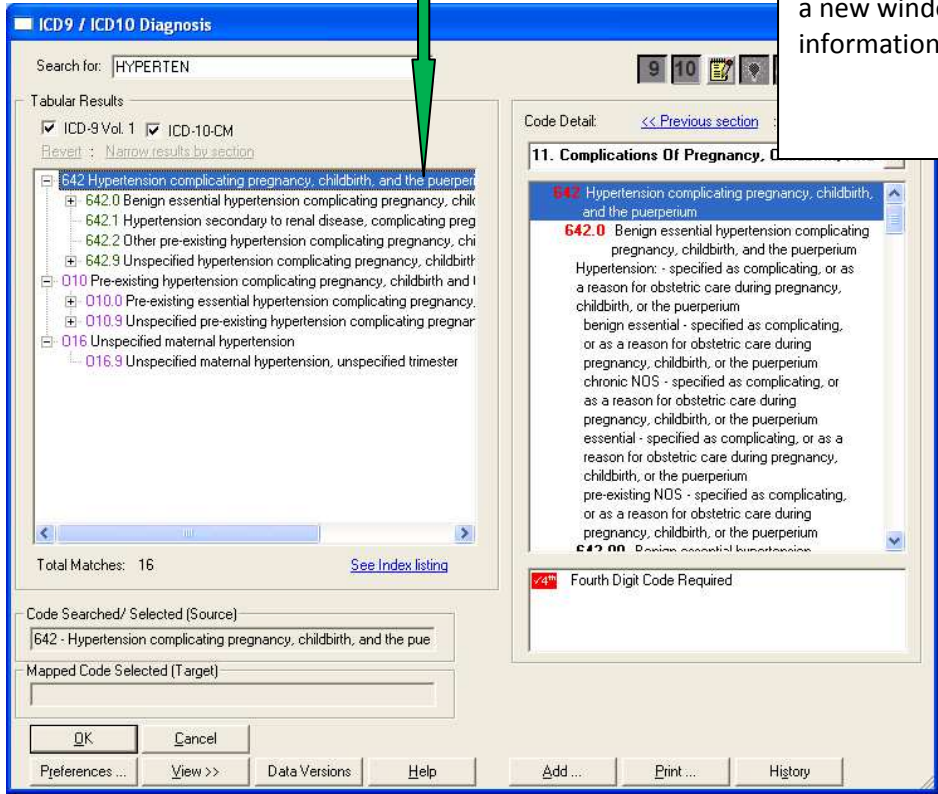 a new
information
ICD9 / ICD10 Diagnosis
Search for: HYPERTEN
9 10
Tabular Results
ICD-9 Vol. 1 ICD-10-CM
Revert : Narrow results by section
642 Hypertension complicating pregnancy, childbirth, and the
642.0 Benign essential hypertension complicating pregnancy,
642.1 Hypertension secondary to renal disease, complicating
642.2 Other pre-existing hypertension complicating pregnancy,
642.9 Unspecified hypertension complicating pregnancy, childbirth
O10 Pre-existing hypertension complicating pregnancy, childbirth and
O10.0 Pre-existing essential hypertension complicating pregnancy,
O10.9 Unspecified pre-existing hypertension complicating
O16 Unspecified maternal hypertension
O16.9 Unspecified maternal hypertension, unspecified trimester
Total Matches: 16
See Index listing
Code Searched/ Selected (Source)
642 - Hypertension complicating pregnancy, childbirth, and the pue
Mapped Code Selected (Target)
Code Detail: << Previous section :
11. Complications Of Pregnancy,
642 Hypertension complicating pregnancy, childbirth,
and the puerperium
642.0 Benign essential hypertension complicating
pregnancy, childbirth, and the puerperium
Hypertension: - specified as complicating, or as
a reason for obstetric care during pregnancy,
childbirth, or the puerperium
benign essential - specified as complicating,
or as a reason for obstetric care during
pregnancy, childbirth, or the puerperium
chronic NOS - specified as complicating, or
as a reason for obstetric care during
pregnancy, childbirth, or the puerperium
essential - specified as complicating, or as a
reason for obstetric care during pregnancy,
childbirth, or the puerperium
pre-existing NOS - specified as complicating,
or as a reason for obstetric care during
pregnancy, childbirth, or the puerperium
642.00 Benign essential hypertension
4th Fourth Digit Code Required
OK Cancel
Preferences ... View >> Data Versions Help Add ... Print ... History